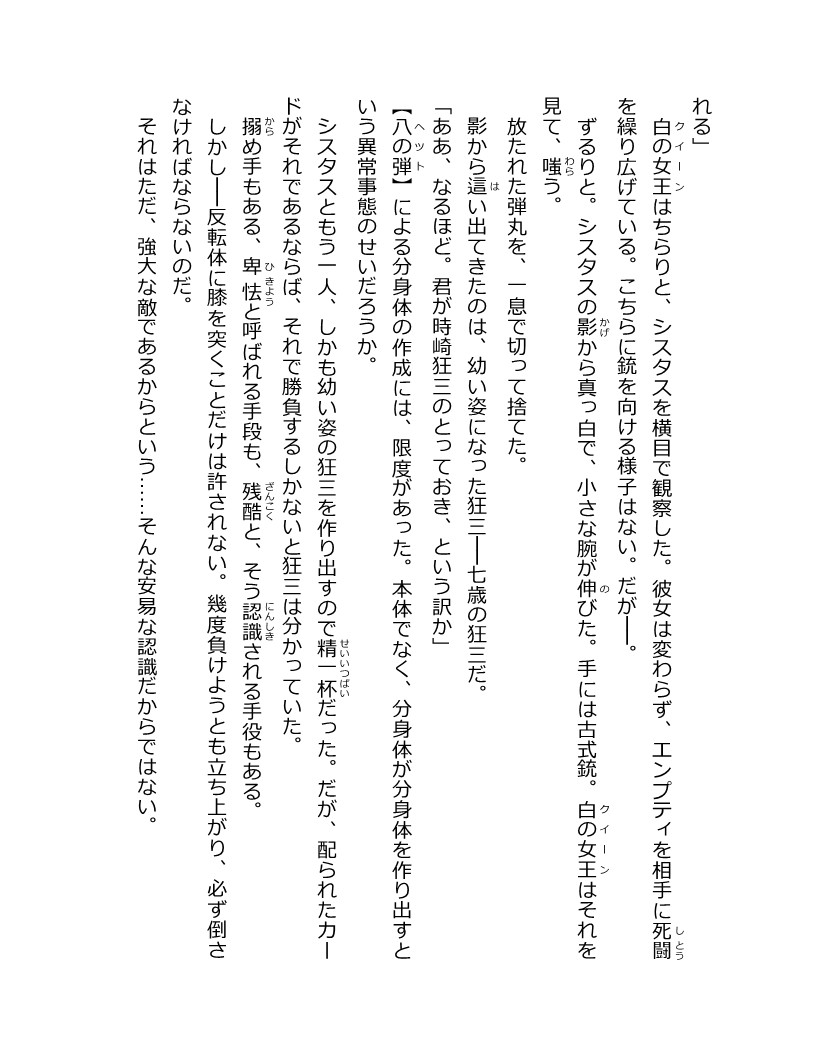 れる」
　白の女王はちらりと、シスタスを横目で観察した。彼女は変わらず、エンプティを相手に死闘
を繰り広げている。こちらに銃を向ける様子はない。だが――。
　ずるりと。シスタスの影から真っ白で、小さな腕が伸びた。手には古式銃。白の女王はそれを
見て、嗤う。
　放たれた弾丸を、一息で切って捨てた。
　影から這い出てきたのは、幼い姿になった狂三――七歳の狂三だ。
「ああ、なるほど。君が時崎狂三のとっておき、という訳か」
【八の弾】による分身体の作成には、限度があった。本体でなく、分身体が分身体を作り出すと
いう異常事態のせいだろうか。
　シスタスともう一人、しかも幼い姿の狂三を作り出すので精一杯だった。だが、配られたカー
ドがそれであるならば、それで勝負するしかないと狂三は分かっていた。
　搦め手もある、卑怯と呼ばれる手段も、残酷と、そう認識される手役もある。
　しかし――反転体に膝を突くことだけは許されない。幾度負けようとも立ち上がり、必ず倒さ
なければならないのだ。
　それはただ、強大な敵であるからという……そんな安易な認識だからではない。